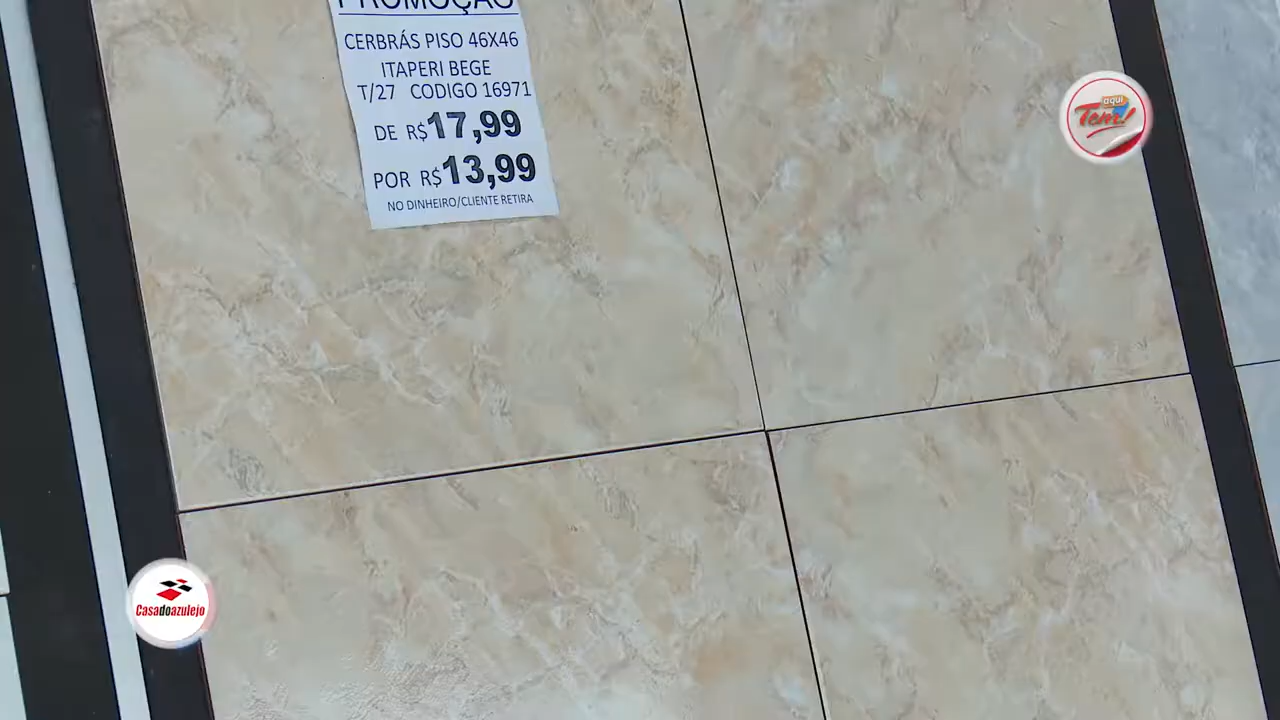 PROMOÇÃO
CERBRÁS PISO 46X46
ITAPERI BEGE
T/27 CODIGO 16971
DE R$17,99
POR R$13,99
NO DINHEIRO/CLIENTE RETIRA
aqui
Tem!
Casadoazulejo